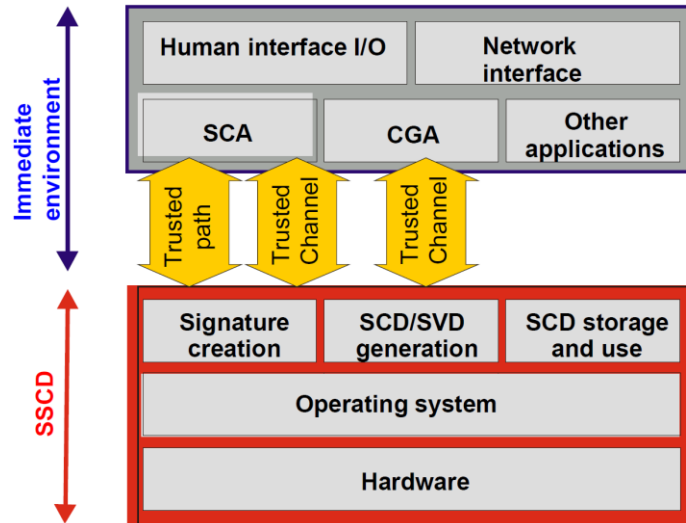 Immediate
environment
Human interface I/O
Network
interface
SCA
CGA
Other
applications
Trusted
path
Trusted
Channel
Trusted
Channel
SSCD
Signature
creation
SCD/SVD
generation
SCD storage
and use
Operating system
Hardware